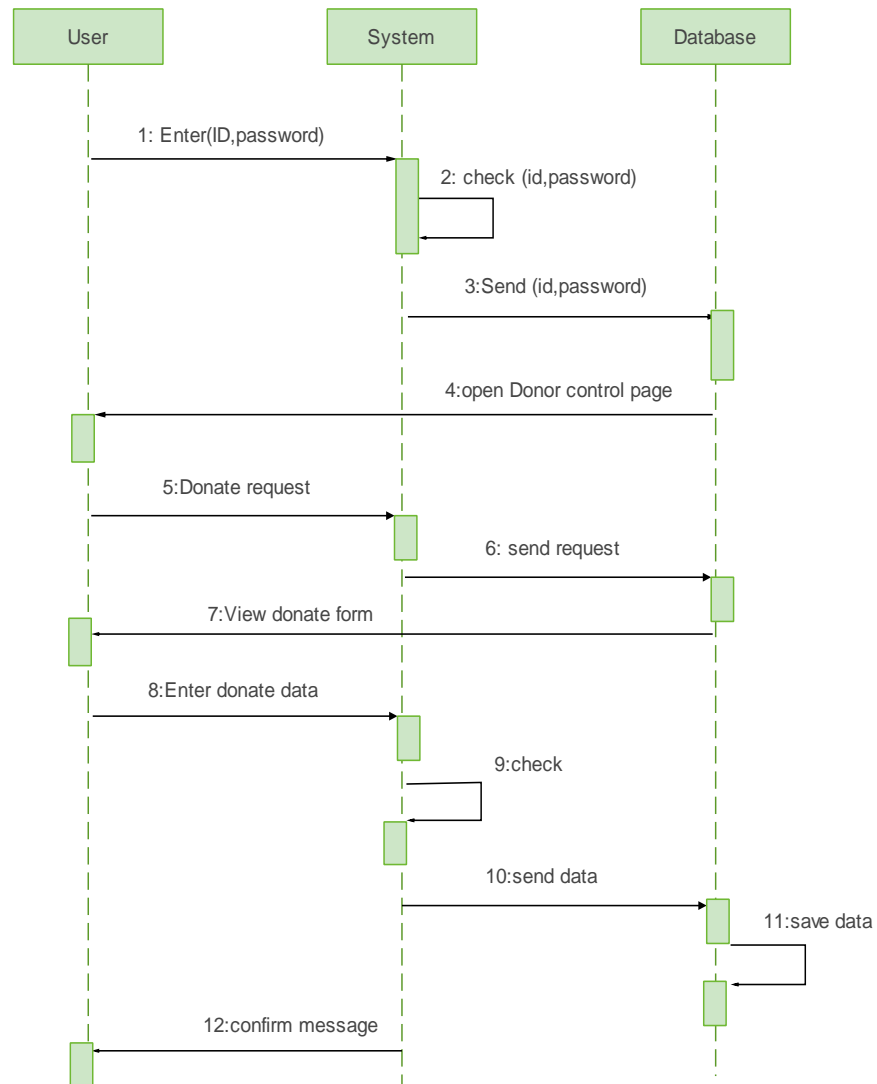 User
System
Database
1: Enter(ID,password)
2: check (id,password)
3:Send (id,password)
4:open Donor control page
5:Donate request
6: send request
7:View donate form
8:Enter donate data
9:check
10:send data
11:save data
12:confirm message